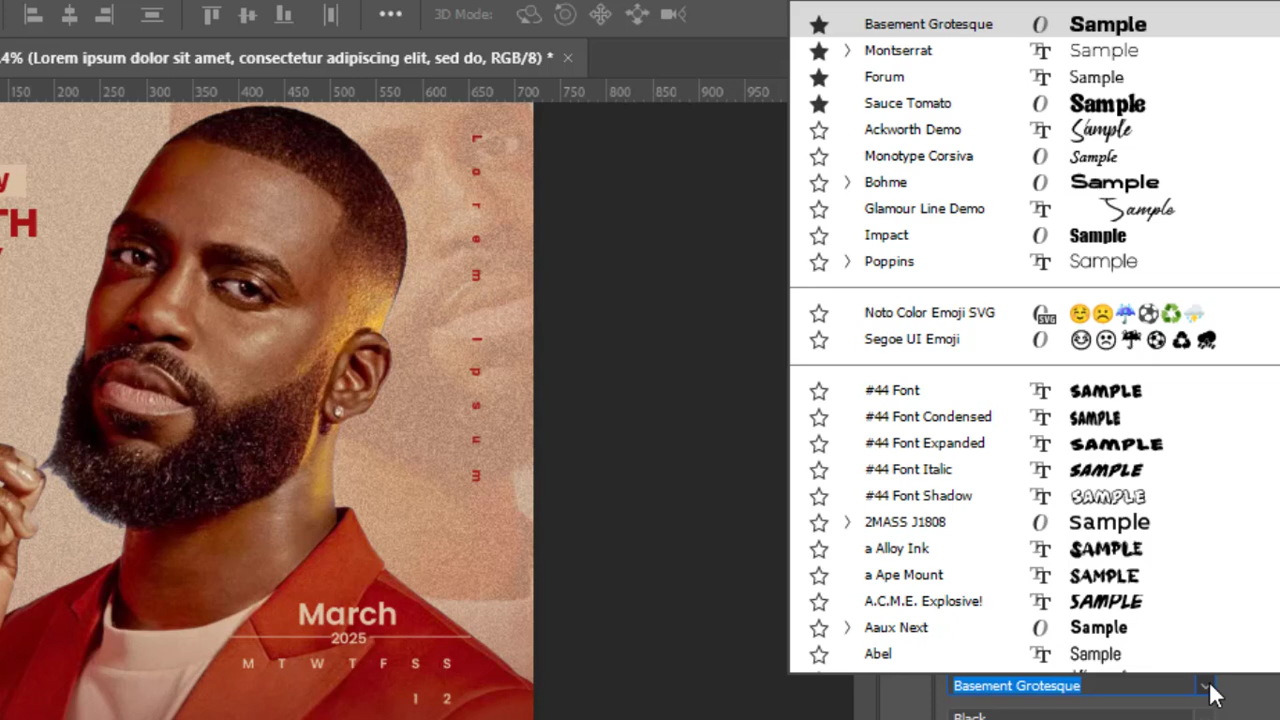 3D Mode:
.4% (Lorem ipsum dolor sit amet, consectetur adipiscing elit, sed do, RGB/8) *
150 200 250 300 350 400 450 500 550 600 650 700 750 800 850 900 950
y
TH
Lorem Ipsum
March
2025
M T W T F S S
1 2
Basement Grotesque Sample
Montserrat Sample
Forum Sample
Sauce Tomato Sample
Ackworth Demo Sample
Monotype Corsiva Sample
Bohme Sample
Glamour Line Demo Sample
Impact Sample
Poppins Sample
Noto Color Emoji SVG SVG
Segoe UI Emoji
#44 Font SAMPLE
#44 Font Condensed SAMPLE
#44 Font Expanded SAMPLE
#44 Font Italic SAMPLE
#44 Font Shadow SAMPLE
2MASS J1808 Sample
a Alloy Ink SAMPLE
a Ape Mount SAMPLE
A.C.M.E. Explosive! SAMPLE
Aaux Next Sample
Abel Sample
Basement Grotesque
Black